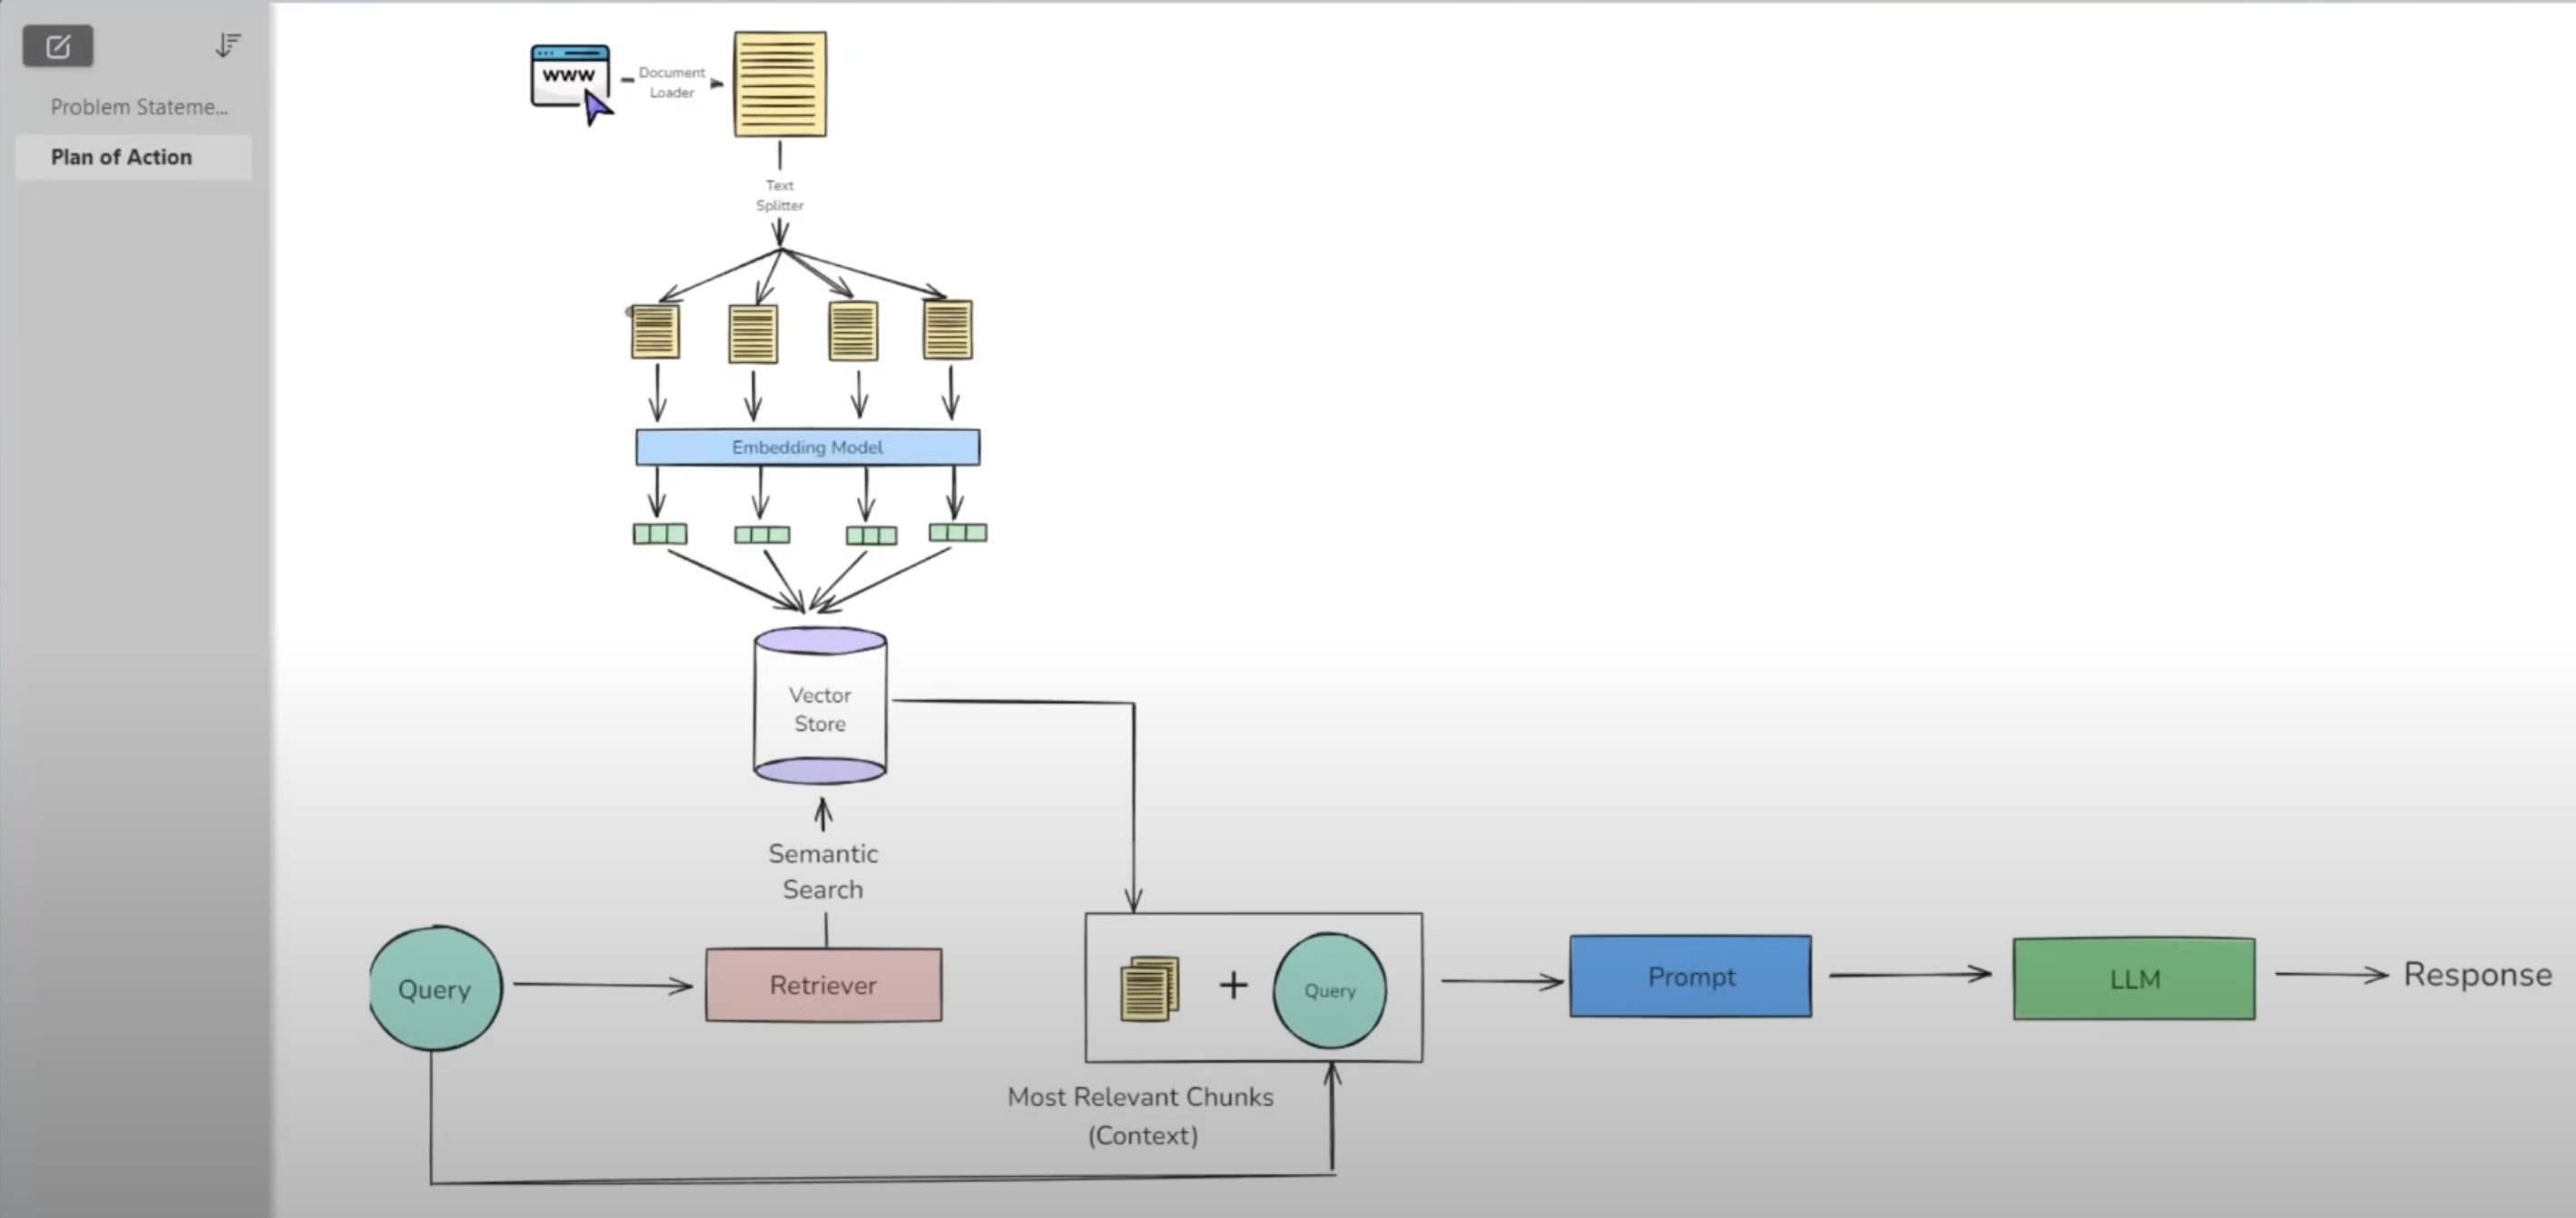 Problem Stateme...
Plan of Action
www
Document
Loader
Text
Splitter
Embedding Model
Vector
Store
Semantic
Search
Query
Retriever
Query
Prompt
LLM
Response
Most Relevant Chunks
(Context)